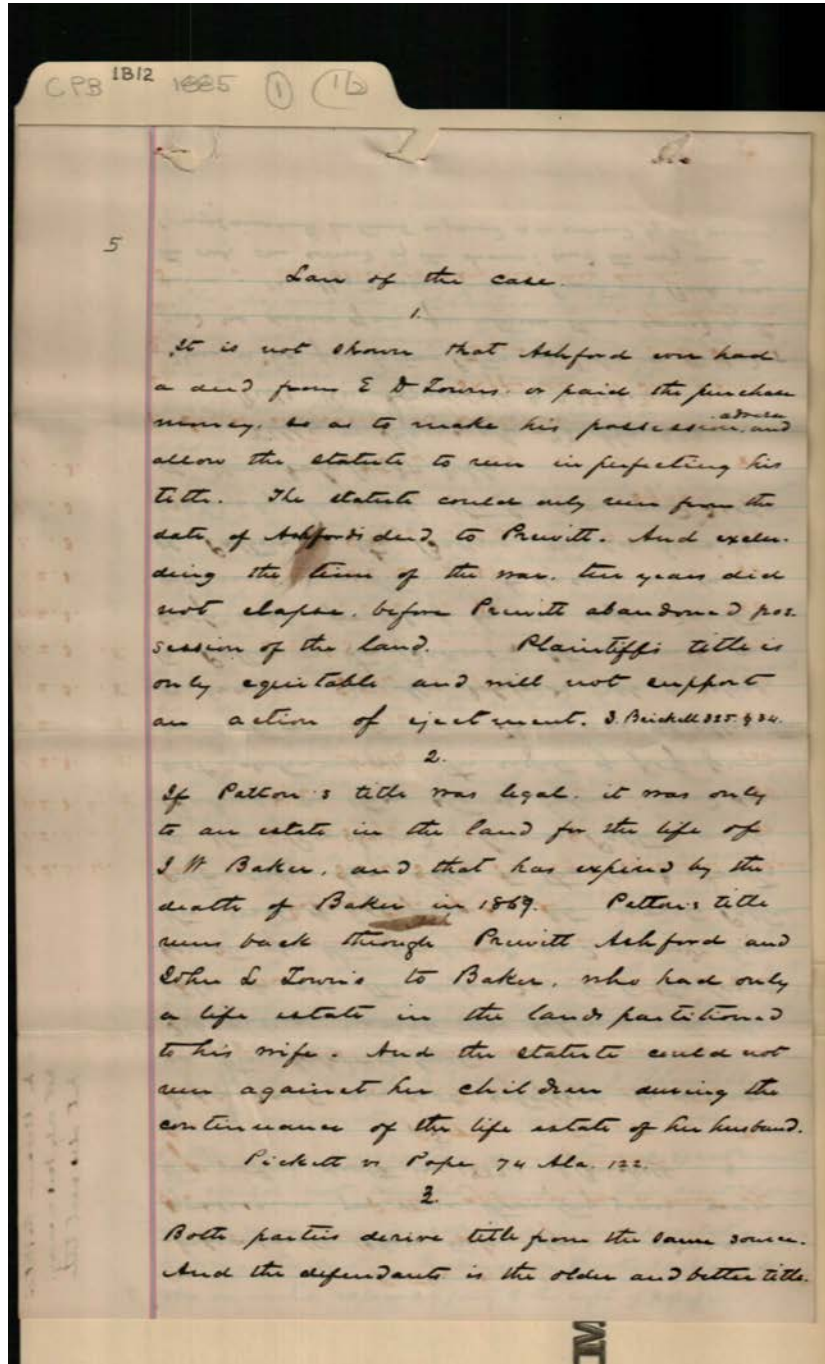 CPB 1812 1885 1 16
5
Law of the case.
1.
It is not shown that Ashford ever had
a deed from E D Towns. or paid the purchase
money. so as to make his possession adverse and
allow the statute to run in perfecting his
title. The statute could only run from the
date of Ashfords deed to Prewitt. And exclu-
ding the time of the war. ten years did
not elapse. before Prewitt abandoned pos-
session of the land. Plaintiffs title is
only equitable and will not support
an action of ejectment. Brickell 325. § 34.
2.
If Patton's title was legal. it was only
to an estate in the land for the life of
J W Baker, and that has expired by the
death of Baker in 1869. Patton's title
runs back through Prewitt Ashford and
John L Towns to Baker, who had only
a life estate in the lands partitioned
to his wife. And the statute could not
run against her children during the
continuance of the life estate of her husband.
Pickett vs Pope 74 Ala. 122.
3.
Both parties derive title from the same source.
And the defendants is the older and better title.